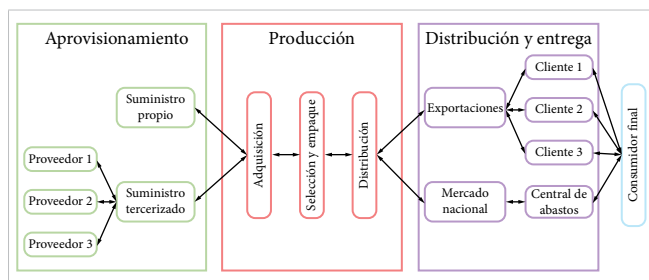 Aprovisionamiento
Suministro
propio
Proveedor 1
Proveedor 2
Proveedor 3
Suministro
tercerizado
Producción
Adquisición
Selección y empaque
Distribución
Distribución y entrega
Exportaciones
Cliente 1
Cliente 2
Cliente 3
Mercado
nacional
Central de
abastos
Consumidor final